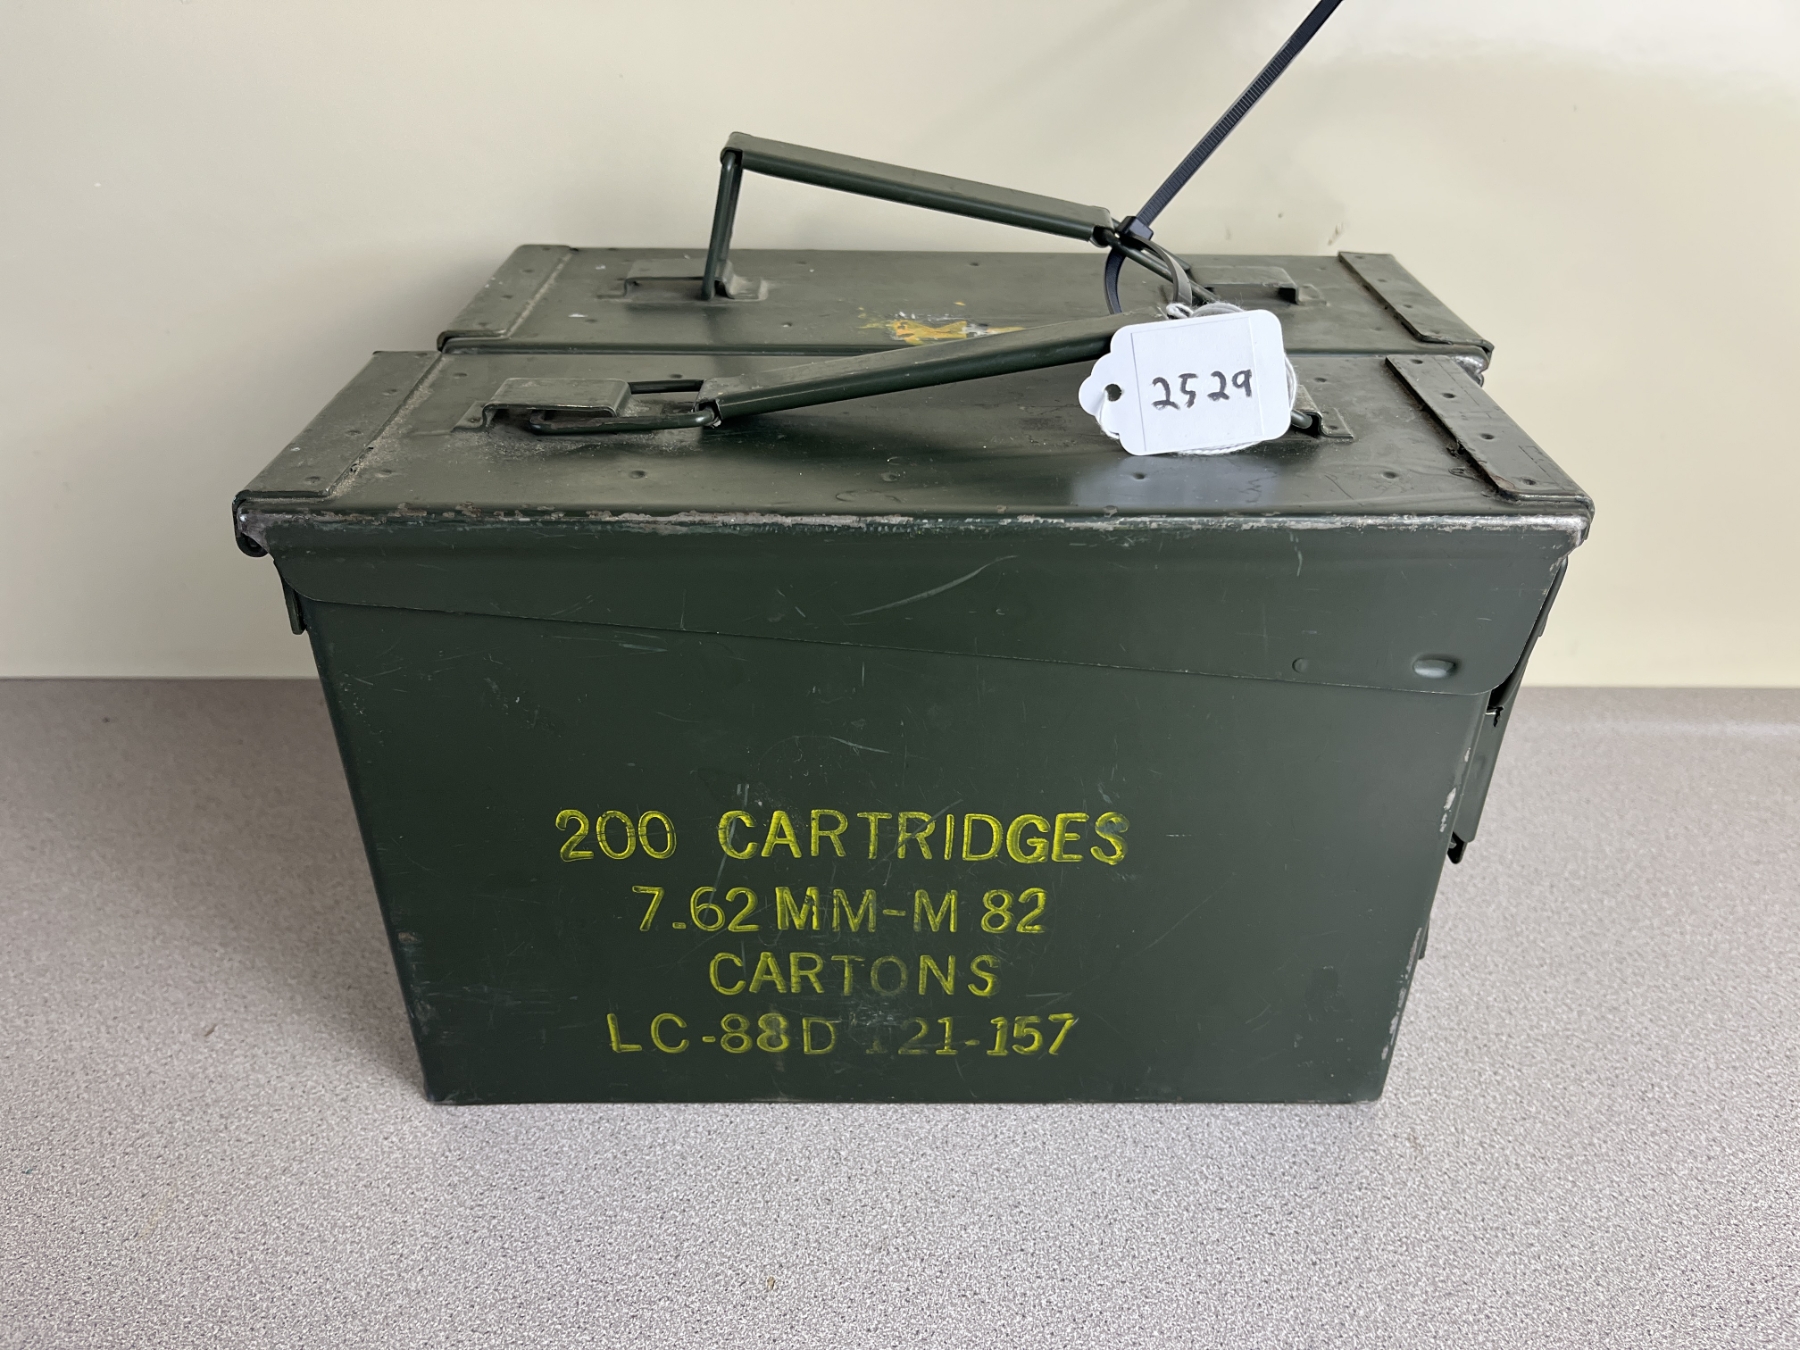 2529
200 CARTRIDGES
7.62 MM-M 82
CARTONS
LC-88D 121-157